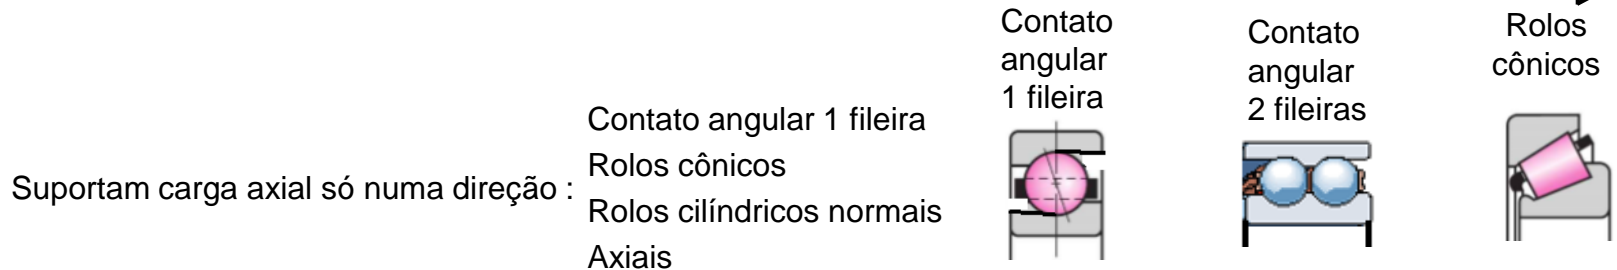 Contato
angular
1 fileira
Contato
angular
2 fileiras
Rolos
cônicos
Suportam carga axial só numa direção :
Contato angular 1 fileira
Rolos cônicos
Rolos cilíndricos normais
Axiais